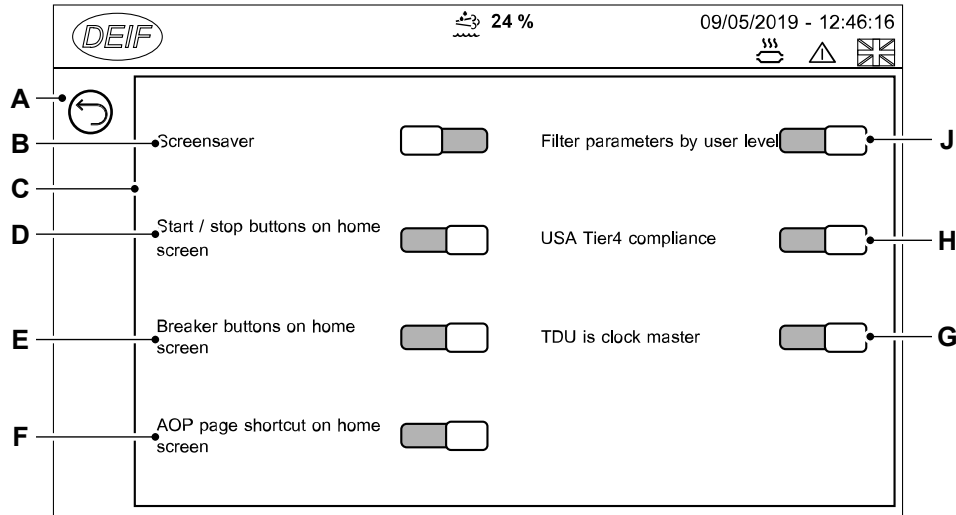 DEIF
24 %
09/05/2019 - 12:46:16
A
B
Screensaver
Filter parameters by user level
J
C
D
Start / stop buttons on home
screen
USA Tier4 compliance
H
E
Breaker buttons on home
screen
TDU is clock master
G
F
AOP page shortcut on home
screen